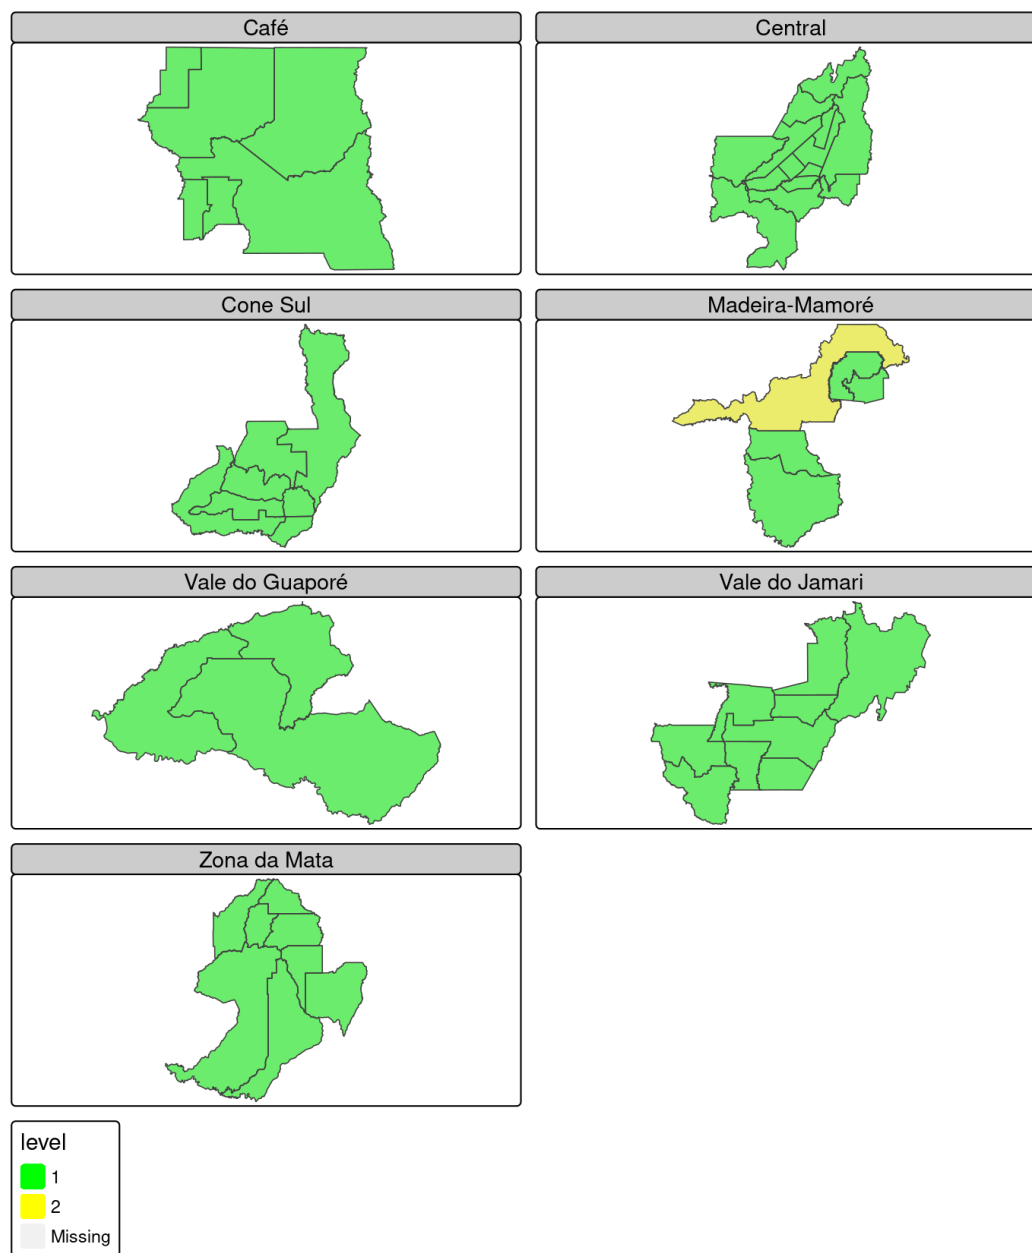 Café
Central
Cone Sul
Madeira-Mamoré
Vale do Guaporé
Vale do Jamari
Zona da Mata
level
1
2
Missing